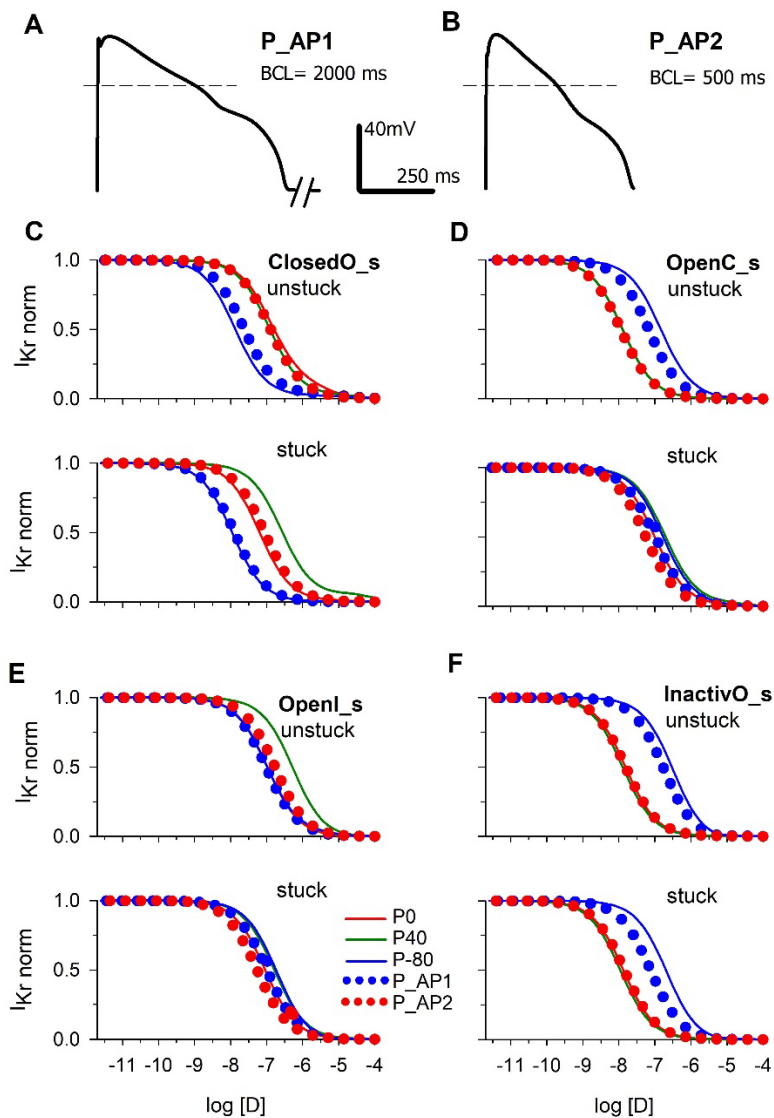 A
P_AP1
BCL= 2000 ms
B
P_AP2
BCL= 500 ms
40mV
250 ms
C
ClosedO_s
unstuck
IKr norm
1.0
0.5
0.0
stuck
IKr norm
1.0
0.5
0.0
D
OpenC_s
unstuck
stuck
E
OpenI_s
unstuck
IKr norm
1.0
0.5
0.0
stuck
IKr norm
1.0
0.5
0.0
P0
P40
P-80
P_AP1
P_AP2
-11 -10 -9 -8 -7 -6 -5 -4
log [D]
F
InactivO_s
unstuck
stuck
-11 -10 -9 -8 -7 -6 -5 -4
log [D]